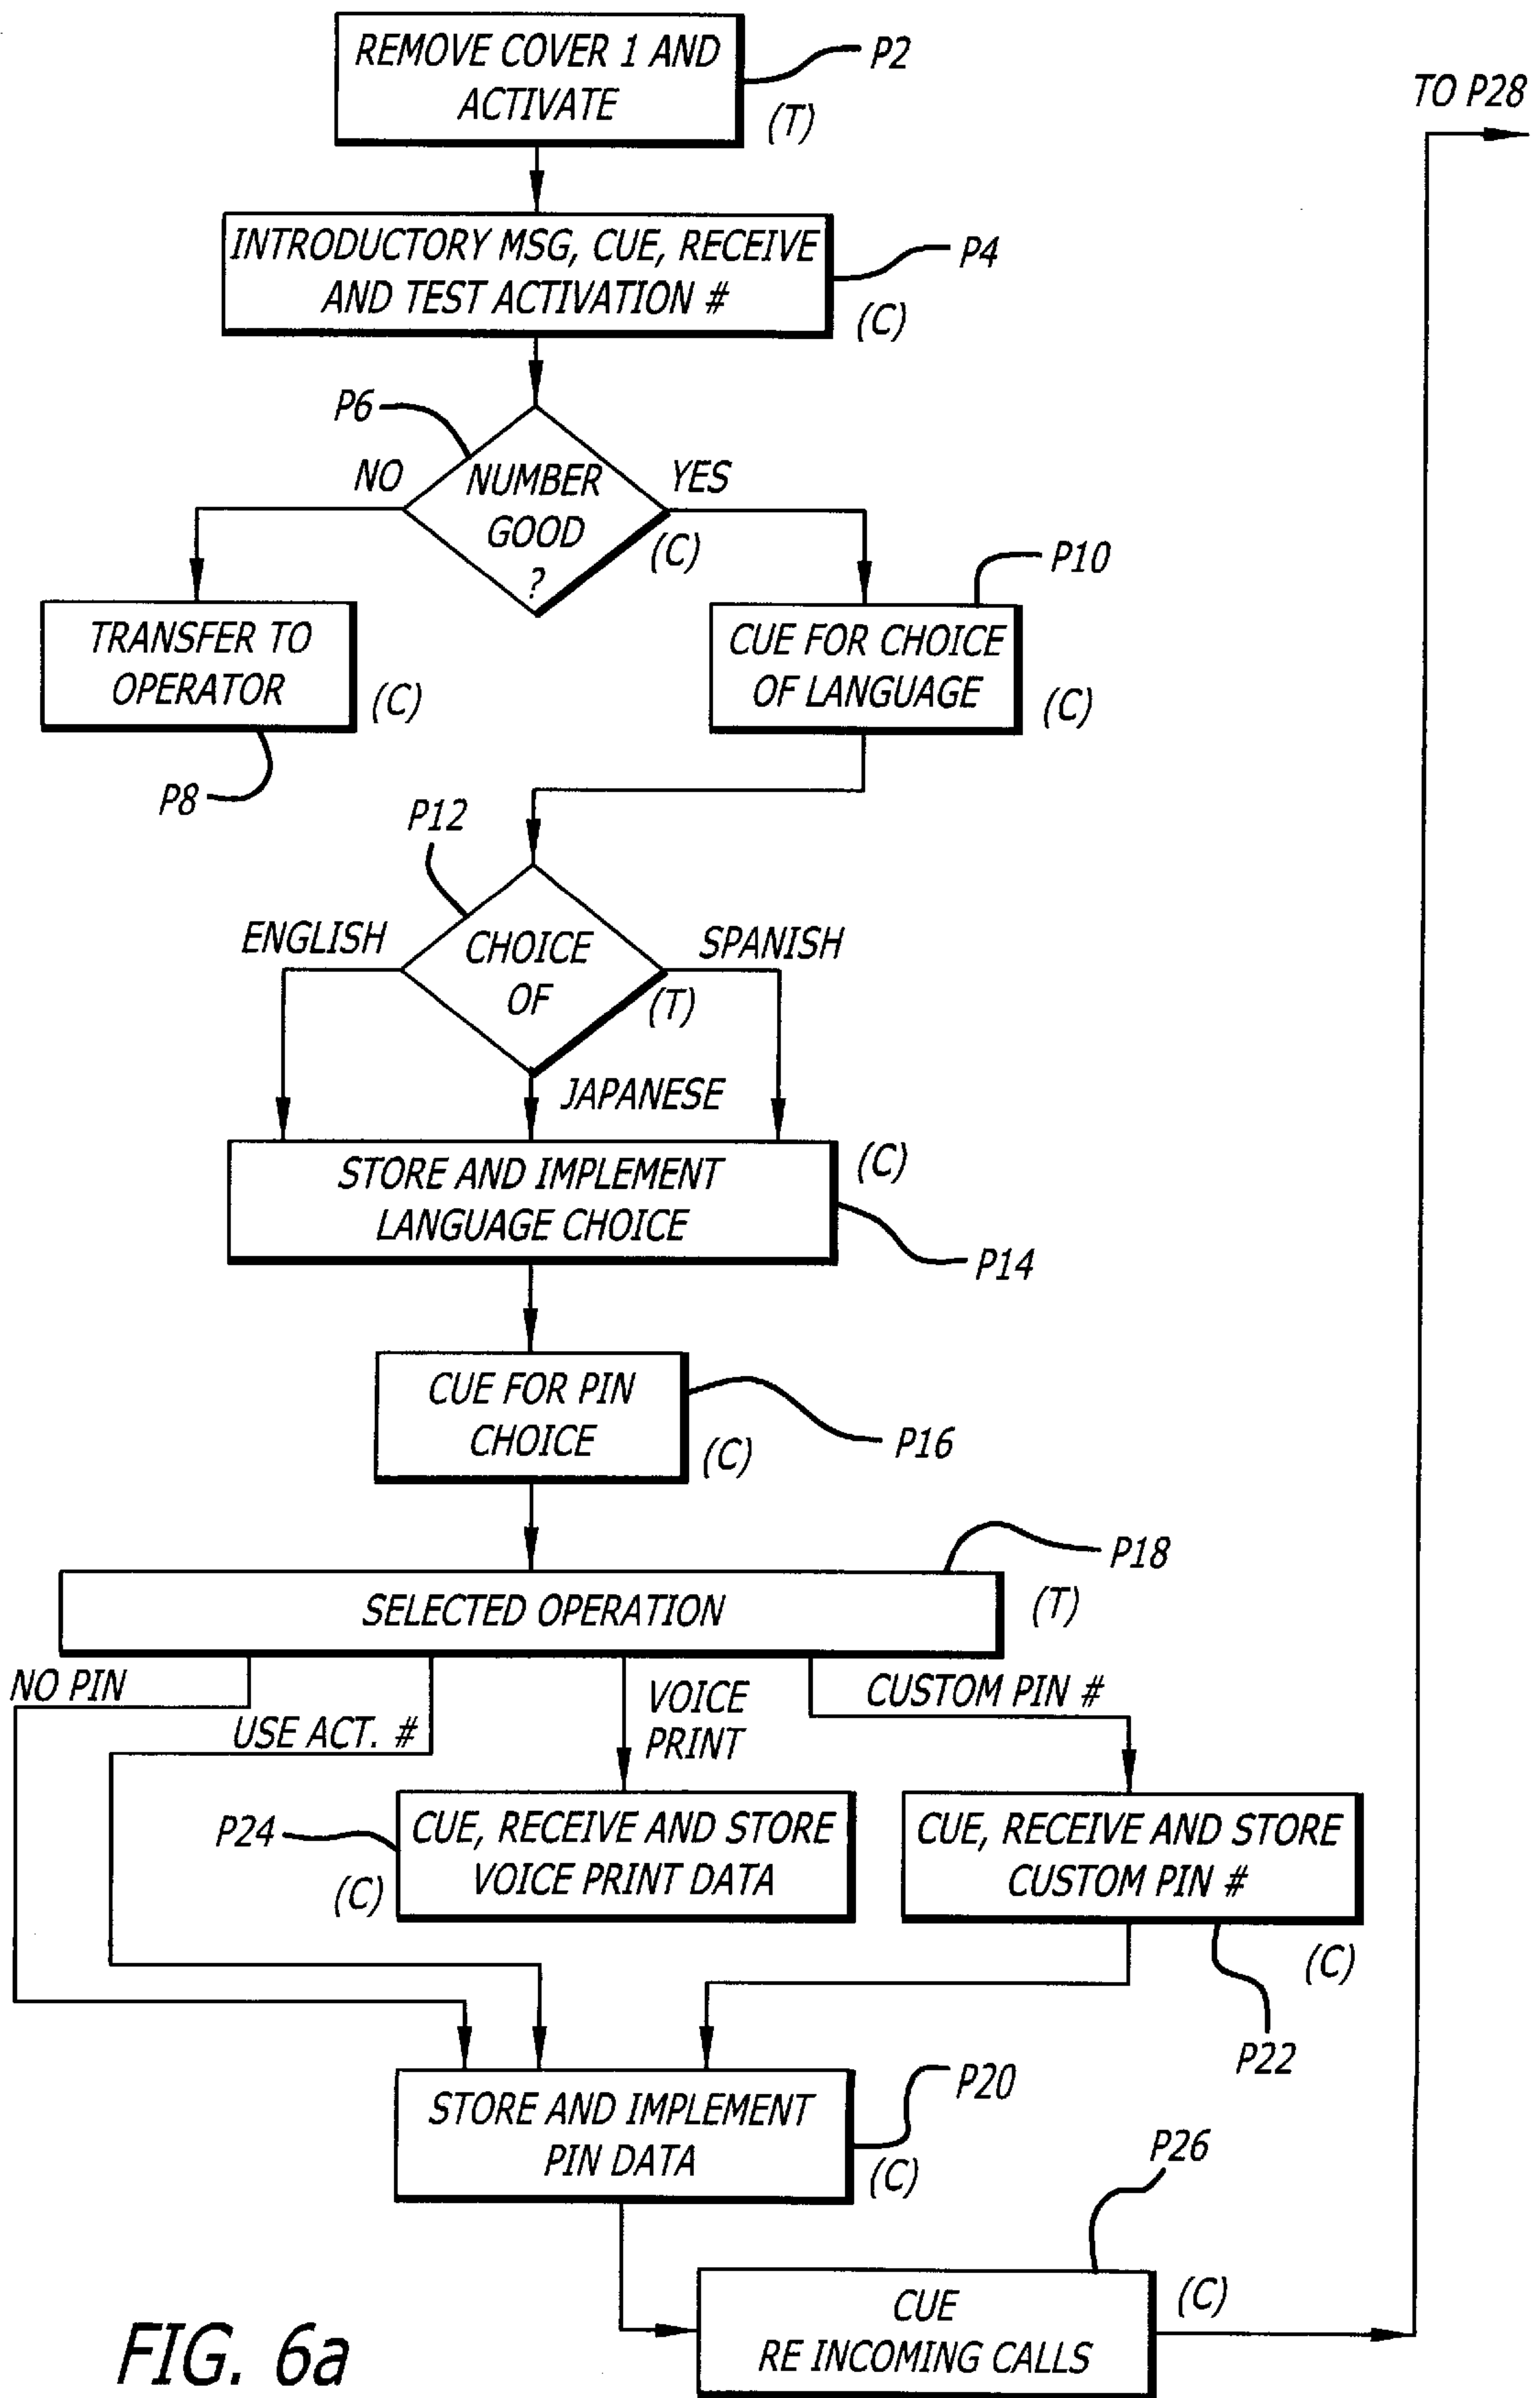 REMOVE COVER 1 AND
ACTIVATE
P2
(T)
TO P28
INTRODUCTORY MSG, CUE, RECEIVE
AND TEST ACTIVATION #
P4
(C)
P6
NO
NUMBER
GOOD
?
YES
(C)
P10
TRANSFER TO
OPERATOR
(C)
P8
CUE FOR CHOICE
OF LANGUAGE
(C)
P12
ENGLISH
CHOICE
OF
SPANISH
(T)
JAPANESE
STORE AND IMPLEMENT
LANGUAGE CHOICE
(C)
P14
CUE FOR PIN
CHOICE
(C)
P16
P18
SELECTED OPERATION
(T)
NO PIN
USE ACT. #
VOICE
PRINT
CUSTOM PIN #
P24
(C)
CUE, RECEIVE AND STORE
VOICE PRINT DATA
CUE, RECEIVE AND STORE
CUSTOM PIN #
(C)
P22
STORE AND IMPLEMENT
PIN DATA
P20
(C)
P26
CUE
RE INCOMING CALLS
(C)
FIG. 6a